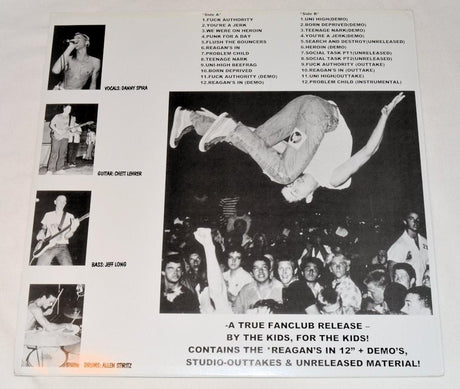 "Side A"
1.FUCK AUTHORITY
2.YOU'RE A JERK
3.WE WERE ON HEROIN
4.PUNK FOR A DAY
5.FLUSH THE BOUNCERS
6.REAGAN'S IN
7.PROBLEM CHILD
8.TEENAGE NARK
9.UNI-HIGH BEEFRAG
10.BORN DEPRIVED
11.FUCK AUTHORITY (DEMO)
12.REAGAN'S IN (DEMO)
"Side B"
1.UNI HIGH(DEMO)
2.BORN DEPRIVED(DEMO)
3.TEENAGE NARK(DEMO)
4.YOU'RE A JERK(DEMO)
5.SEARCH AND DESTROY(UNRELEASED)
6.HEROIN (DEMO)
7.SOCIAL TASK PT1(UNRELEASED)
8.SOCIAL TASK PT2(UNRELEASED)
9.FUCK AUTHORITY (OUTTAKE)
10.REAGAN'S IN (OUTTAKE)
11.UNI HIGH(OUTTAKE)
12.PROBLEM CHILD (INSTRUMENTAL)
VOCALS: DANNY SPIRA
GUITAR: CHETT LEHRER
BASS: JEFF LONG
DRUMS: ALLEN STIRITZ
-A TRUE FANCLUB RELEASE –
BY THE KIDS, FOR THE KIDS!
CONTAINS THE "REAGAN'S IN 12" + DEMO'S,
STUDIO-OUTTAKES & UNRELEASED MATERIAL!